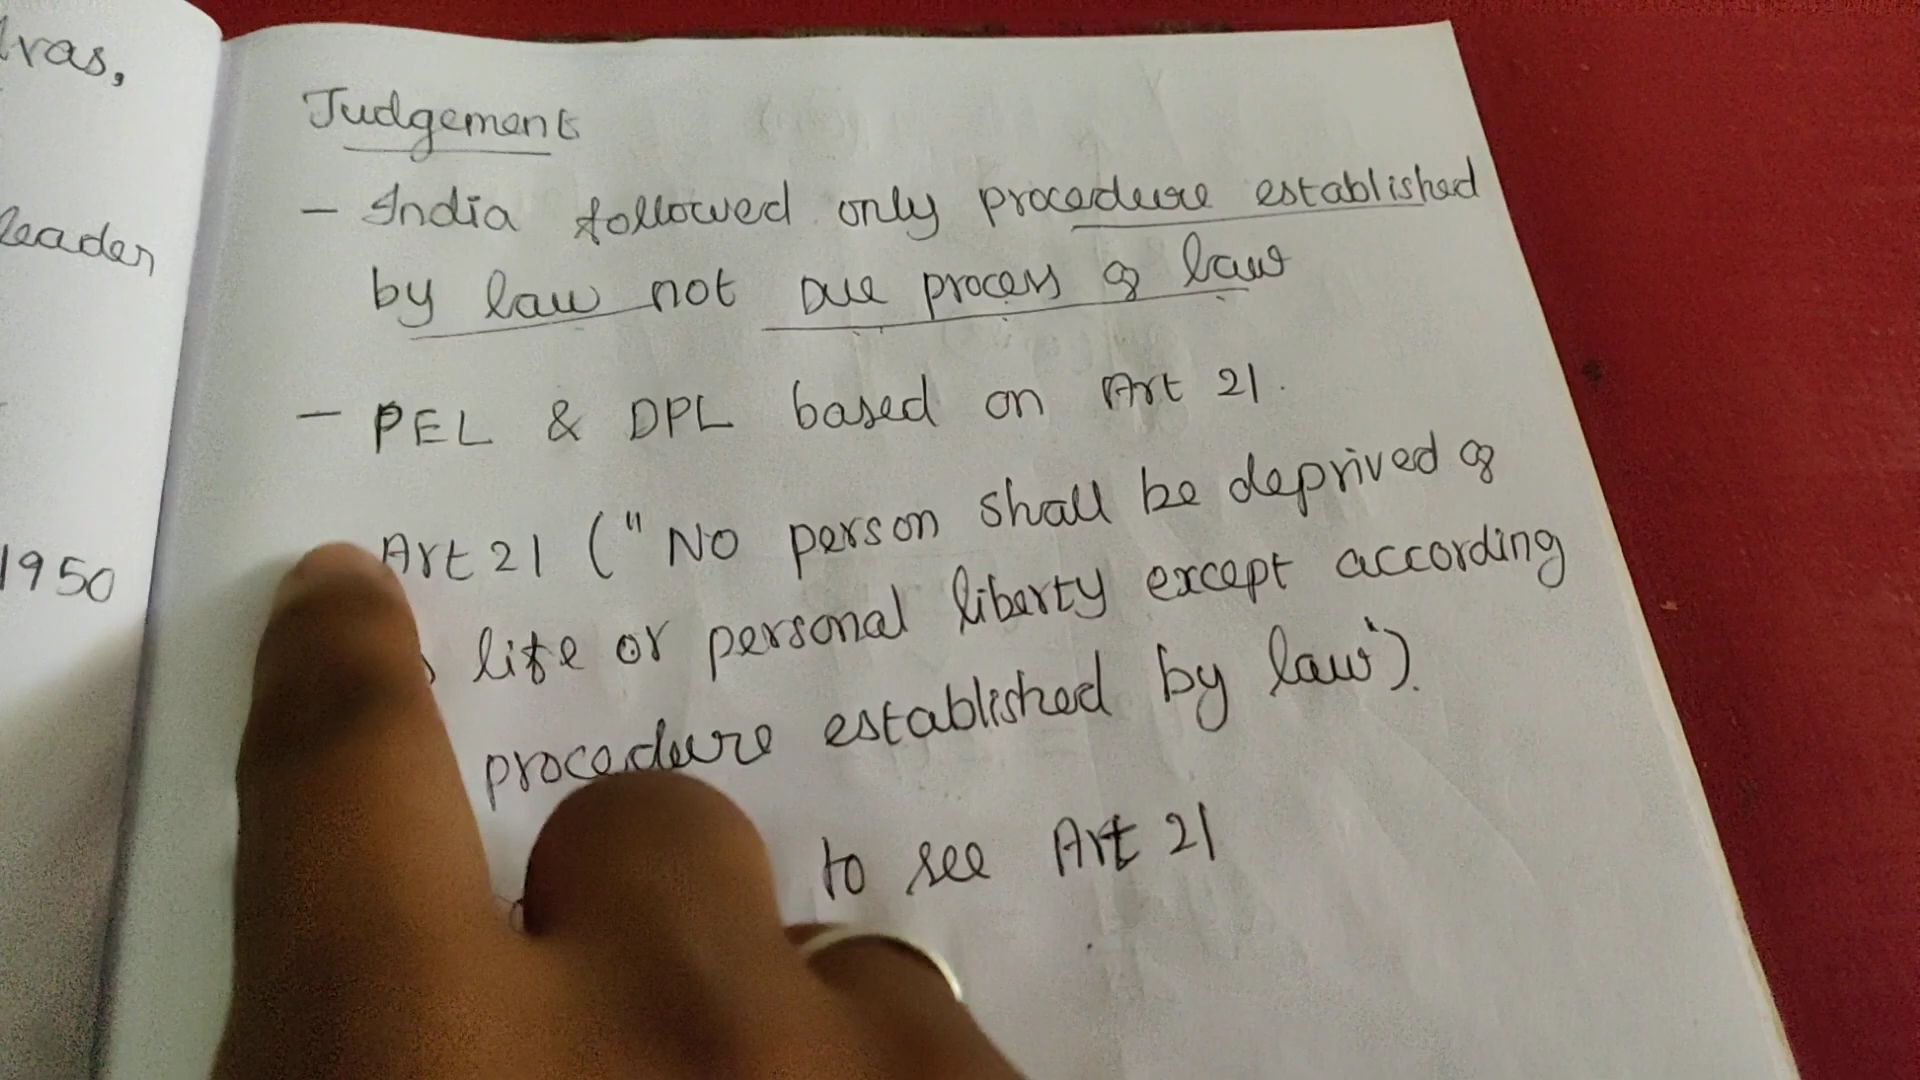 dras,
leader
1950
Judgement
- India followed only procedure established
by law not Due process of law
- PEL & DPL based on Art 21.
Art 21 ("No person shall be deprived of
life or personal liberty except according
procedure established by law").
to see Art 21